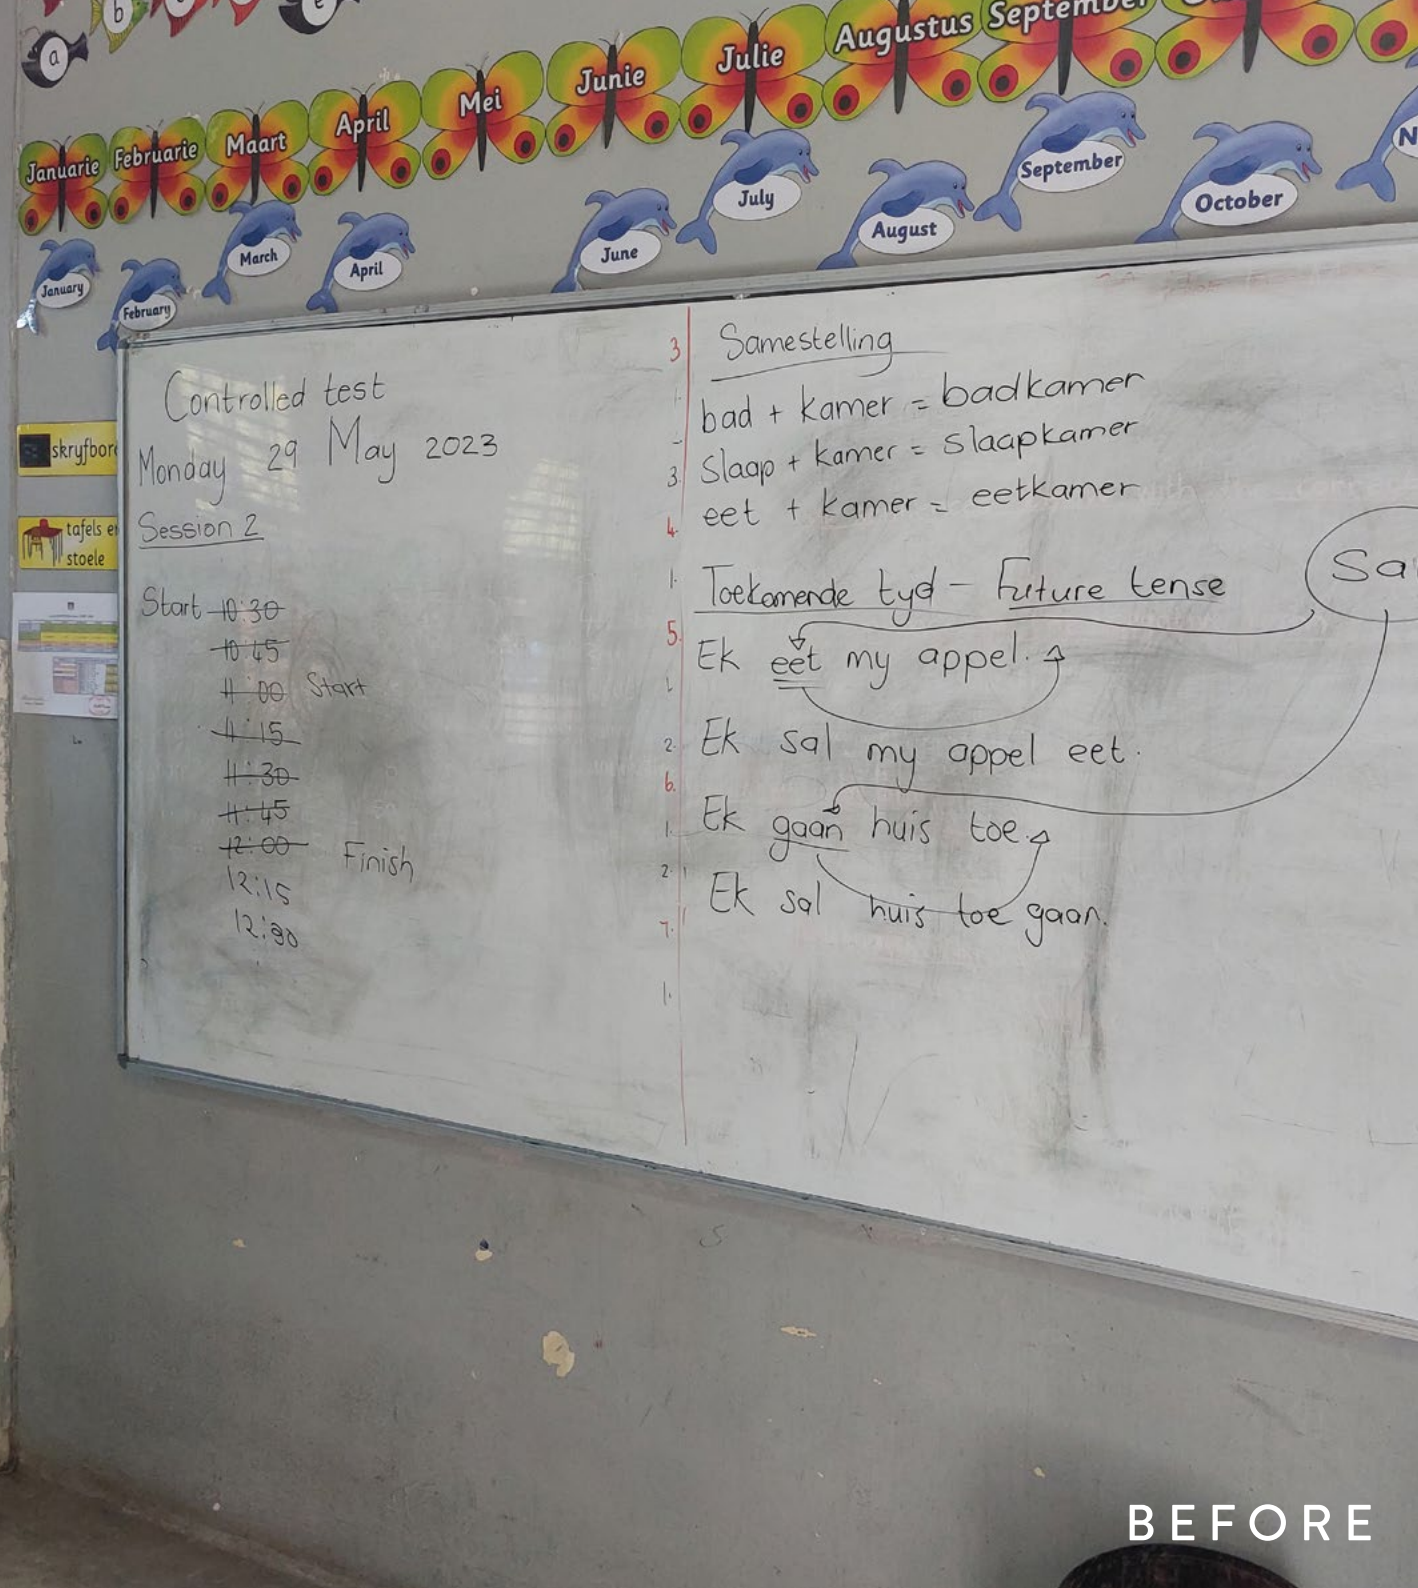 a
b
Januarie
Februarie
Maart
April
Mei
Junie
Julie
Augustus
September
January
February
March
April
June
July
August
September
October
N
skryfbor
tafels e
stoele
Controlled test
Monday 29 May 2023
Session 2
Start 10:30
10:45
11:00 Start
11:15
11:30
11:45
12:00
Finish
12:15
12:30
3
Samestelling
bad + kamer = badkamer
3. Slaap + kamer = slaapkamer
4. eet + kamer = eetkamer
1. Toekomende tyd – Future tense
Sa
5.
Ek eet my appel.
2. Ek sal my appel eet.
6.
1. Ek gaan huis toe.
2.
Ek sal huis toe gaan.
7.
1.
BEFORE